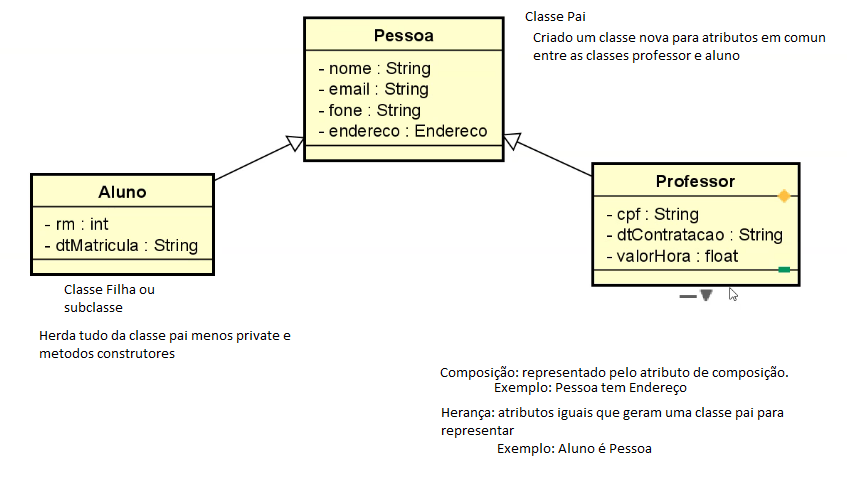 Classe Pai
Criado um classe nova para atributos em comun
entre as classes professor e aluno
Pessoa
- nome : String
- email : String
- fone : String
- endereco : Endereco
Aluno
- rm : int
- dtMatricula : String
Professor
- cpf : String
- dtContratacao : String
- valorHora : float
Classe Filha ou
subclasse
Herda tudo da classe pai menos private e
metodos construtores
Composição: representado pelo atributo de composição.
Exemplo: Pessoa tem Endereço
Herança: atributos iguais que geram uma classe pai para
representar
Exemplo: Aluno é Pessoa